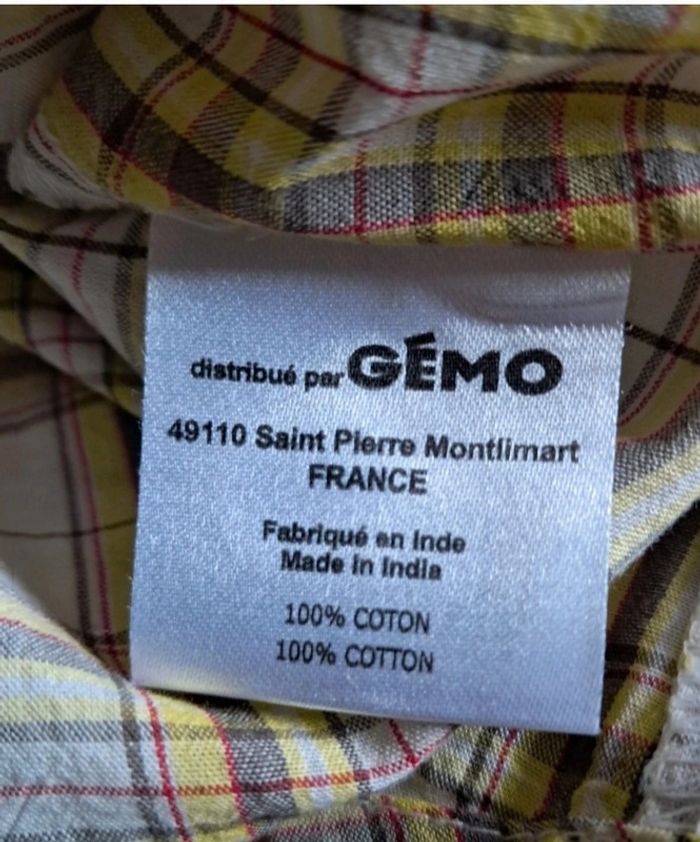 distribué par GÉMO
49110 Saint Pierre Montlimart
FRANCE
Fabriqué en Inde
Made in India
100% COTON
100% COTTON